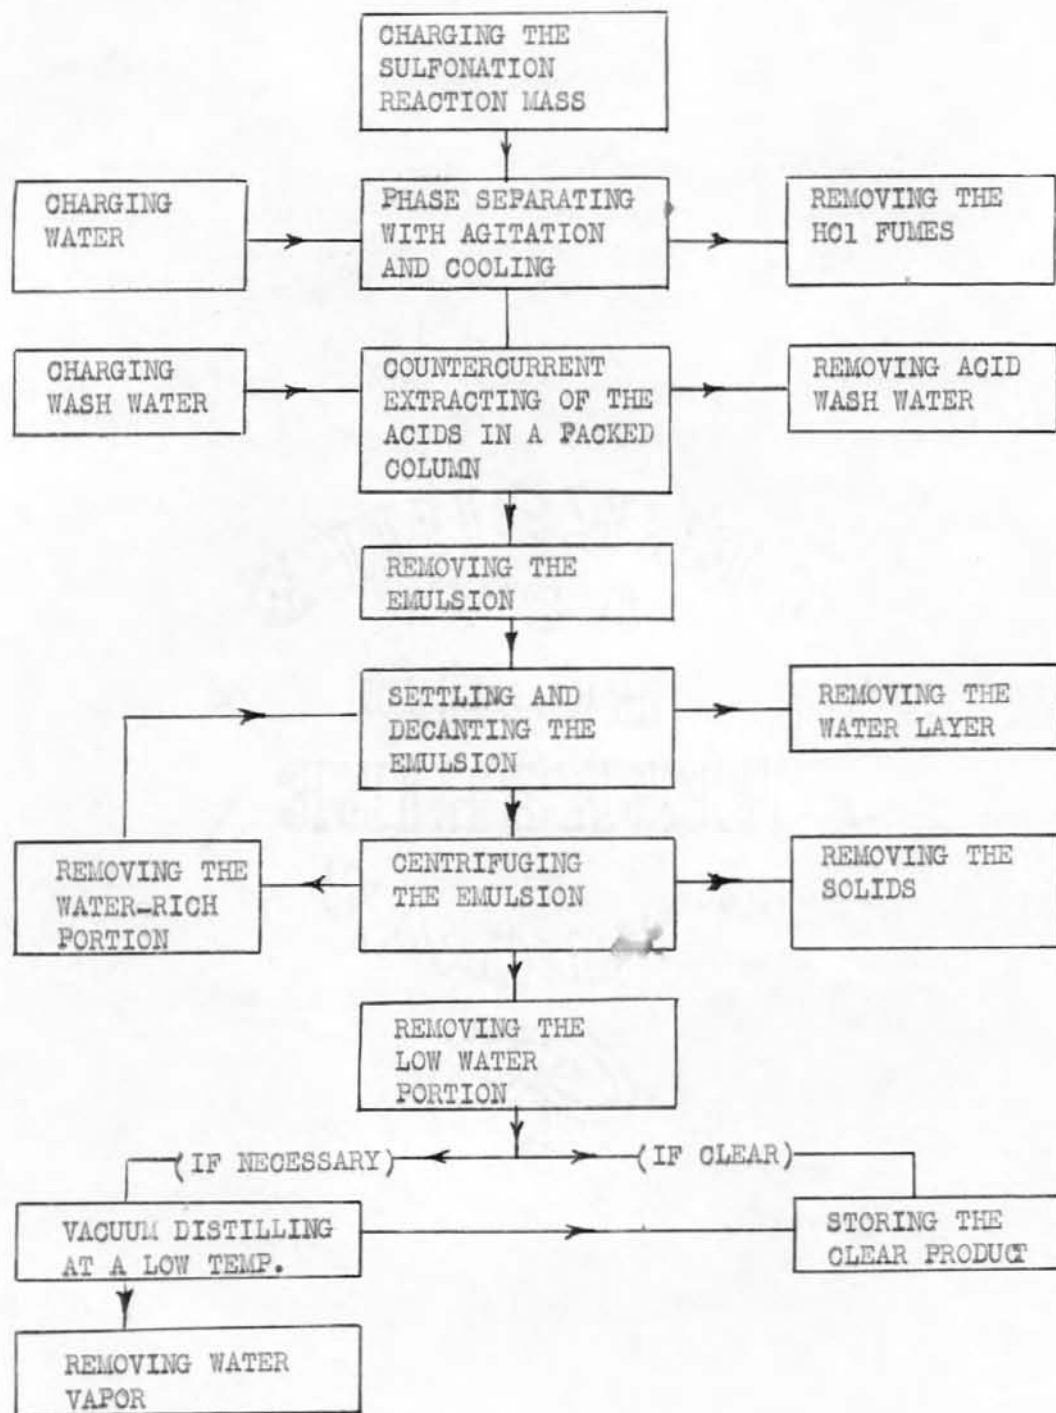 CHARGING THE
SULFONATION
REACTION MASS
CHARGING
WATER
PHASE SEPARATING
WITH AGITATION
AND COOLING
REMOVING THE
HCl FUMES
CHARGING
WASH WATER
COUNTERCURRENT
EXTRACTING OF THE
ACIDS IN A PACKED
COLUMN
REMOVING ACID
WASH WATER
REMOVING THE
EMULSION
SETTLING AND
DECANTING THE
EMULSION
REMOVING THE
WATER LAYER
REMOVING THE
WATER-RICH
PORTION
CENTRIFUGING
THE EMULSION
REMOVING THE
SOLIDS
REMOVING THE
LOW WATER
PORTION
(IF NECESSARY)
(IF CLEAR)
VACUUM DISTILLING
AT A LOW TEMP.
STORING THE
CLEAR PRODUCT
REMOVING WATER
VAPOR